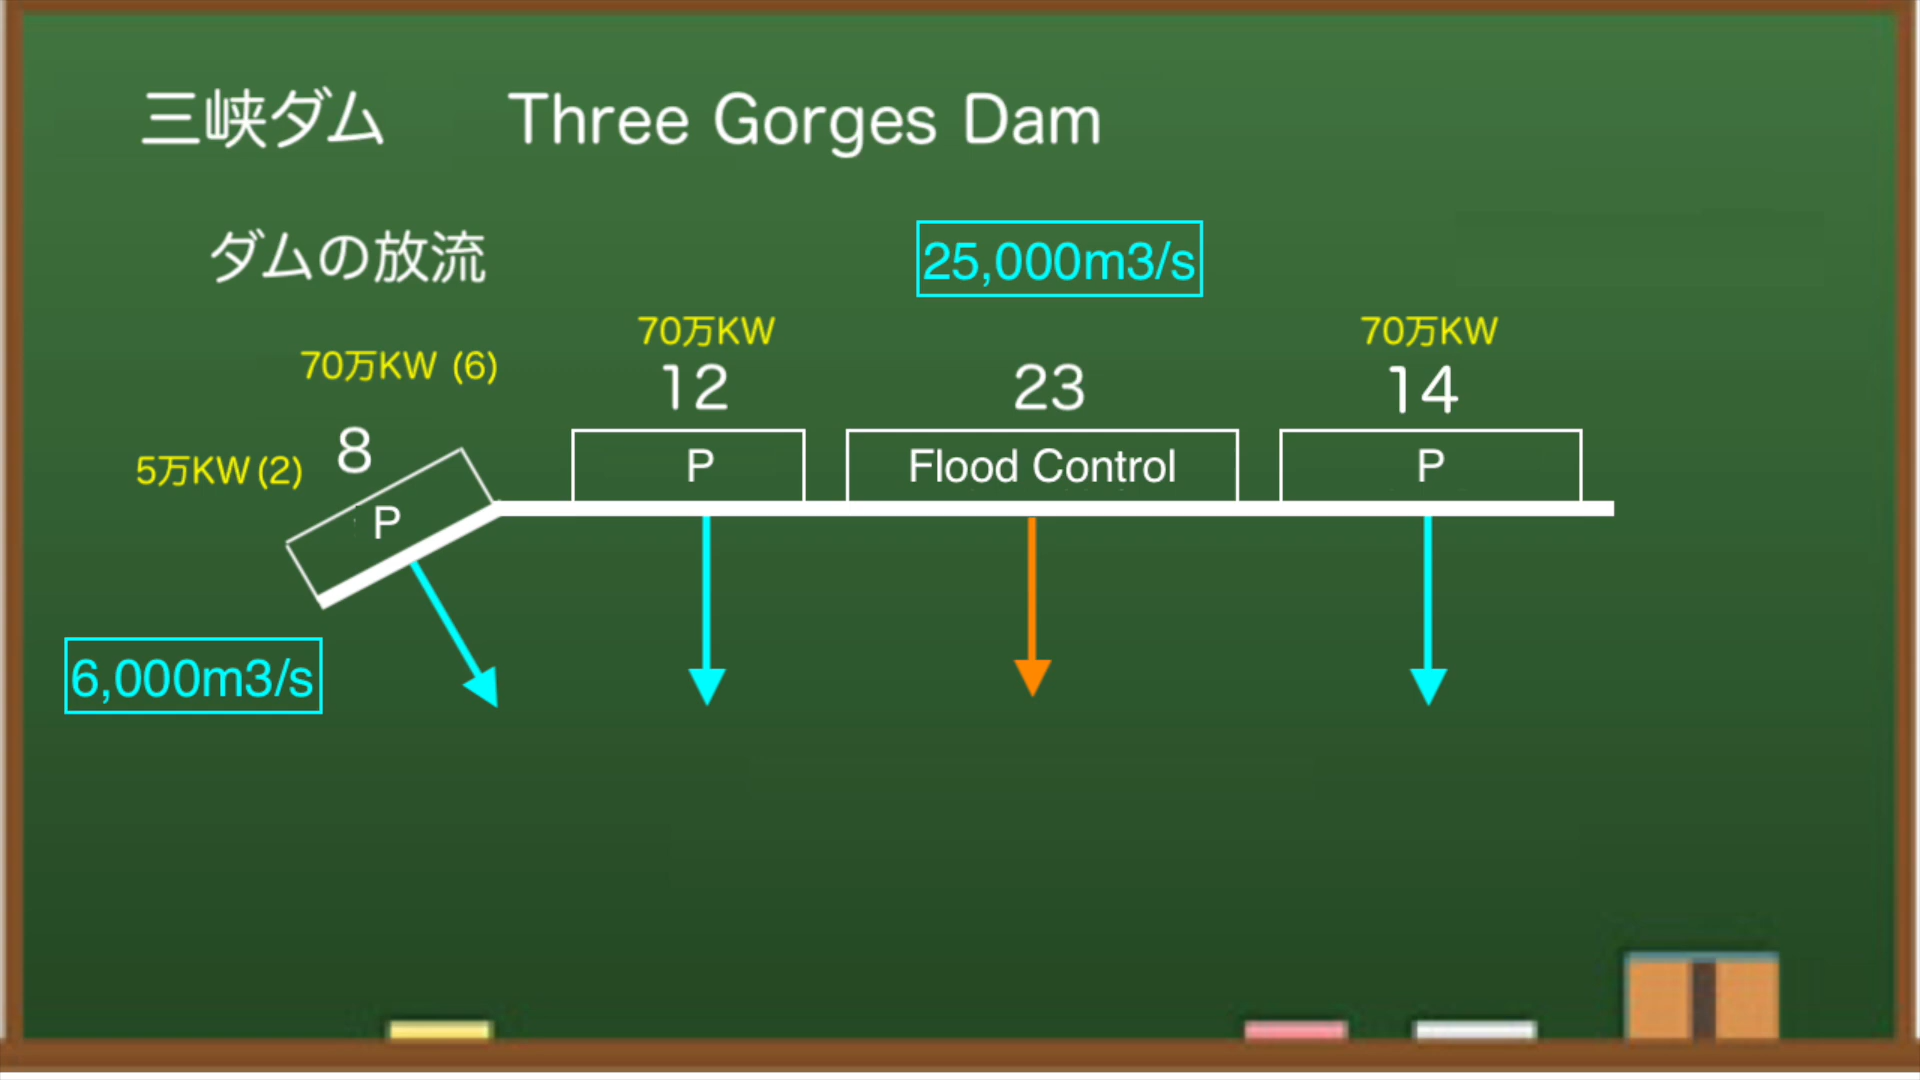 三峡ダム Three Gorges Dam
ダムの放流
25,000m3/s
70万KW (6)
70万KW
70万KW
8
12
23
14
5万KW(2)
P
P
Flood Control
P
6,000m3/s